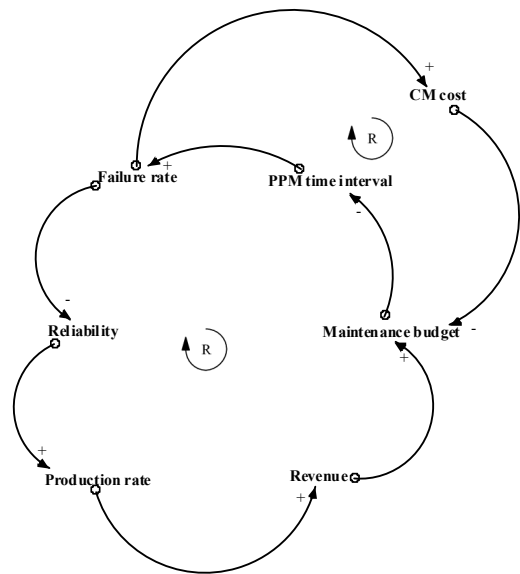 +
CM cost
R
+
Failure rate
PPM time interval
-
-
Reliability
Maintenance budget
-
R
+
+
Production rate
Revenue
+